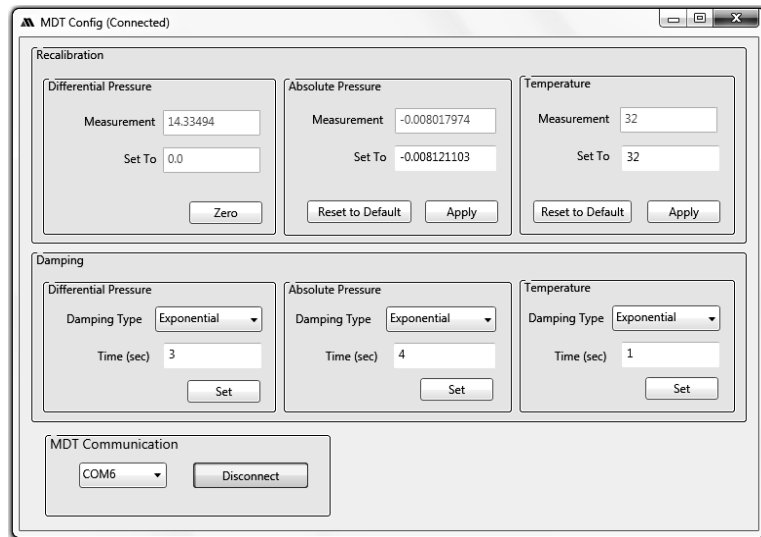 MDT Config (Connected)
Recalibration
Differential Pressure
Measurement 14.33494
Set To 0.0
Zero
Absolute Pressure
Measurement -0.008017974
Set To -0.008121103
Reset to Default Apply
Temperature
Measurement 32
Set To 32
Reset to Default Apply
Damping
Differential Pressure
Damping Type Exponential
Time (sec) 3
Set
Absolute Pressure
Damping Type Exponential
Time (sec) 4
Set
Temperature
Damping Type Exponential
Time (sec) 1
Set
MDT Communication
COM6 Disconnect